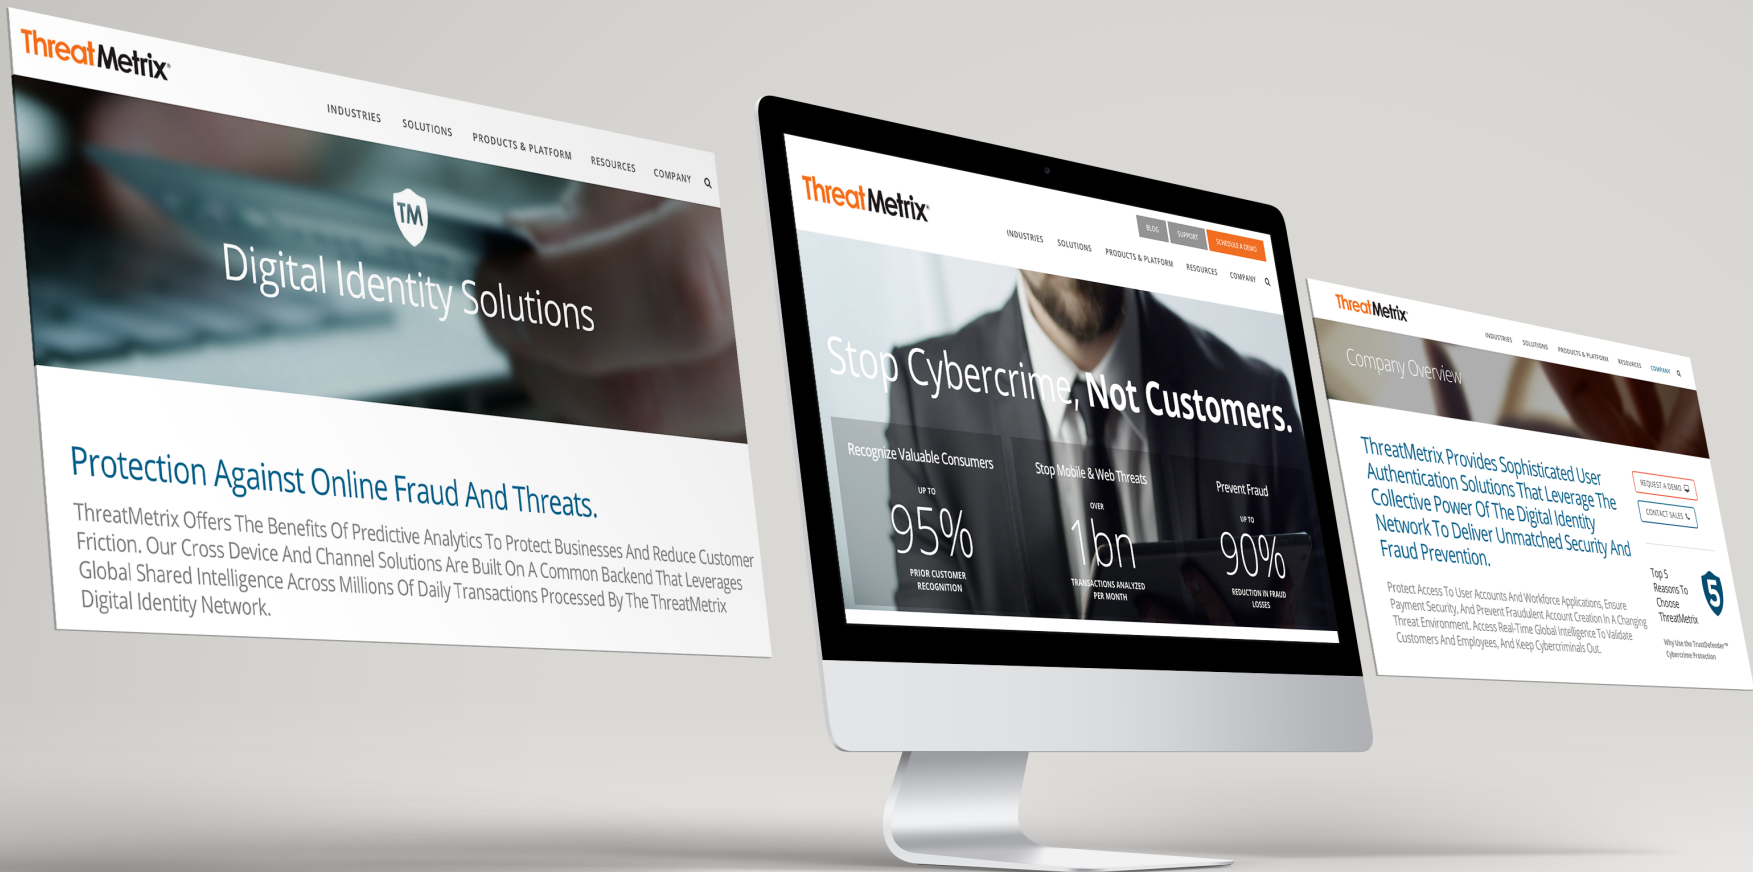 ThreatMetrix®
INDUSTRIES SOLUTIONS PRODUCTS & PLATFORM RESOURCES COMPANY
TM
Digital Identity Solutions
Protection Against Online Fraud And Threats.
ThreatMetrix Offers The Benefits Of Predictive Analytics To Protect Businesses And Reduce Customer
Friction. Our Cross Device And Channel Solutions Are Built On A Common Backend That Leverages
Global Shared Intelligence Across Millions Of Daily Transactions Processed By The ThreatMetrix
Digital Identity Network.
ThreatMetrix®
BLOG SUPPORT SCHEDULE A DEMO
INDUSTRIES SOLUTIONS PRODUCTS & PLATFORM RESOURCES COMPANY
Stop Cybercrime, Not Customers.
Recognize Valuable Consumers
UP TO
95%
PRIOR CUSTOMER
RECOGNITION
Stop Mobile & Web Threats
OVER
1bn
TRANSACTIONS ANALYZED
PER MONTH
Prevent Fraud
UP TO
90%
REDUCTION IN FRAUD
LOSSES
ThreatMetrix®
INDUSTRIES SOLUTIONS PRODUCTS & PLATFORM RESOURCES COMPANY
Company Overview
ThreatMetrix Provides Sophisticated User
Authentication Solutions That Leverage The
Collective Power Of The Digital Identity
Network To Deliver Unmatched Security And
Fraud Prevention.
Protect Access To User Accounts And Workforce Applications, Ensure
Payment Security, And Prevent Fraudulent Account Creation In A Changing
Threat Environment. Access Real-Time Global Intelligence To Validate
Customers And Employees, And Keep Cybercriminals Out.
REQUEST A DEMO
CONTACT SALES
Top 5
Reasons To
Choose
ThreatMetrix
5
Why Use the TrustDefender™
Cybercrime Protection